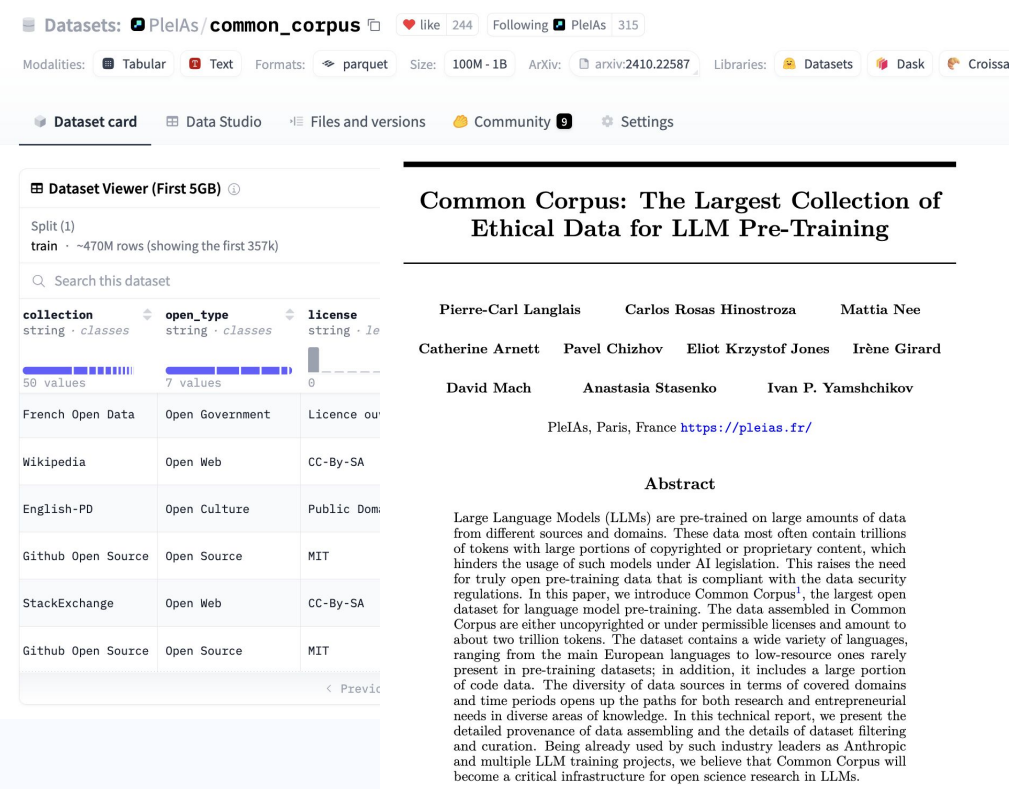 Datasets: PleIAs/common_corpus like 244 Following PleIAs 315
Modalities: Tabular Text Formats: parquet Size: 100M - 1B ArXiv: arxiv:2410.22587 Libraries: Datasets Dask Croissa
Dataset card Data Studio Files and versions Community 9 Settings
Dataset Viewer (First 5GB)
Split (1)
train · ~470M rows (showing the first 357k)
Search this dataset
collection open_type license
string · classes string · classes string · le
50 values 7 values 0
French Open Data Open Government Licence ou
Wikipedia Open Web CC-By-SA
English-PD Open Culture Public Dom
Github Open Source Open Source MIT
StackExchange Open Web CC-By-SA
Github Open Source Open Source MIT
< Previo
Common Corpus: The Largest Collection of
Ethical Data for LLM Pre-Training
Pierre-Carl Langlais Carlos Rosas Hinostroza Mattia Nee
Catherine Arnett Pavel Chizhov Eliot Krzystof Jones Irène Girard
David Mach Anastasia Stasenko Ivan P. Yamshchikov
PleIAs, Paris, France https://pleias.fr/
Abstract
Large Language Models (LLMs) are pre-trained on large amounts of data
from different sources and domains. These data most often contain trillions
of tokens with large portions of copyrighted or proprietary content, which
hinders the usage of such models under AI legislation. This raises the need
for truly open pre-training data that is compliant with the data security
regulations. In this paper, we introduce Common Corpus1, the largest open
dataset for language model pre-training. The data assembled in Common
Corpus are either uncopyrighted or under permissible licenses and amount to
about two trillion tokens. The dataset contains a wide variety of languages,
ranging from the main European languages to low-resource ones rarely
present in pre-training datasets; in addition, it includes a large portion
of code data. The diversity of data sources in terms of covered domains
and time periods opens up the paths for both research and entrepreneurial
needs in diverse areas of knowledge. In this technical report, we present the
detailed provenance of data assembling and the details of dataset filtering
and curation. Being already used by such industry leaders as Anthropic
and multiple LLM training projects, we believe that Common Corpus will
become a critical infrastructure for open science research in LLMs.